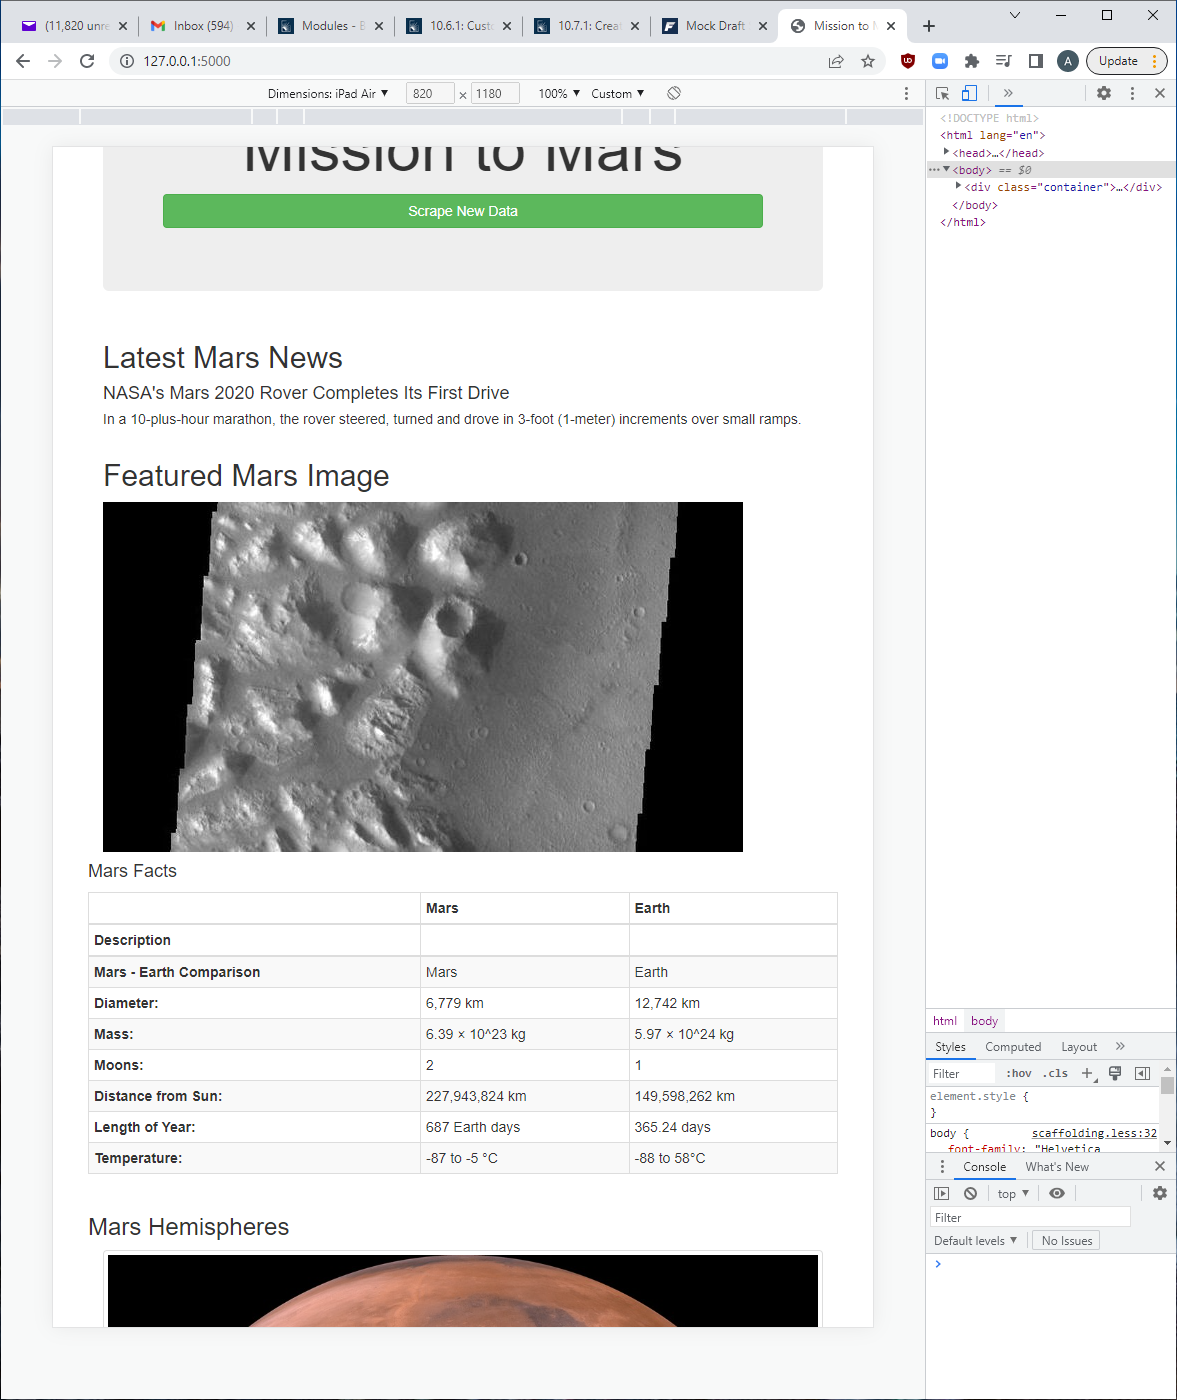 (11,820 unre
Inbox (594)
Modules - B
10.6.1: Custo
10.7.1: Creat
Mock Draft
Mission to M
127.0.0.1:5000
A
Update
Dimensions: iPad Air
820 x 1180
100%
Custom
Mission to Mars
Scrape New Data
Latest Mars News
NASA's Mars 2020 Rover Completes Its First Drive
In a 10-plus-hour marathon, the rover steered, turned and drove in 3-foot (1-meter) increments over small ramps.
Featured Mars Image
Mars Facts
Mars Earth
Description
Mars - Earth Comparison Mars Earth
Diameter: 6,779 km 12,742 km
Mass: 6.39 × 10^23 kg 5.97 × 10^24 kg
Moons: 2 1
Distance from Sun: 227,943,824 km 149,598,262 km
Length of Year: 687 Earth days 365.24 days
Temperature: -87 to -5 °C -88 to 58°C
Mars Hemispheres
<!DOCTYPE html>
<html lang="en">
<head>…</head>
<body> == $0
<div class="container">…</div>
</body>
</html>
html body
Styles Computed Layout
Filter :hov .cls
element.style {
}
body { scaffolding.less:32
font-family: "Helvetica
Console What's New
top
Filter
Default levels No Issues